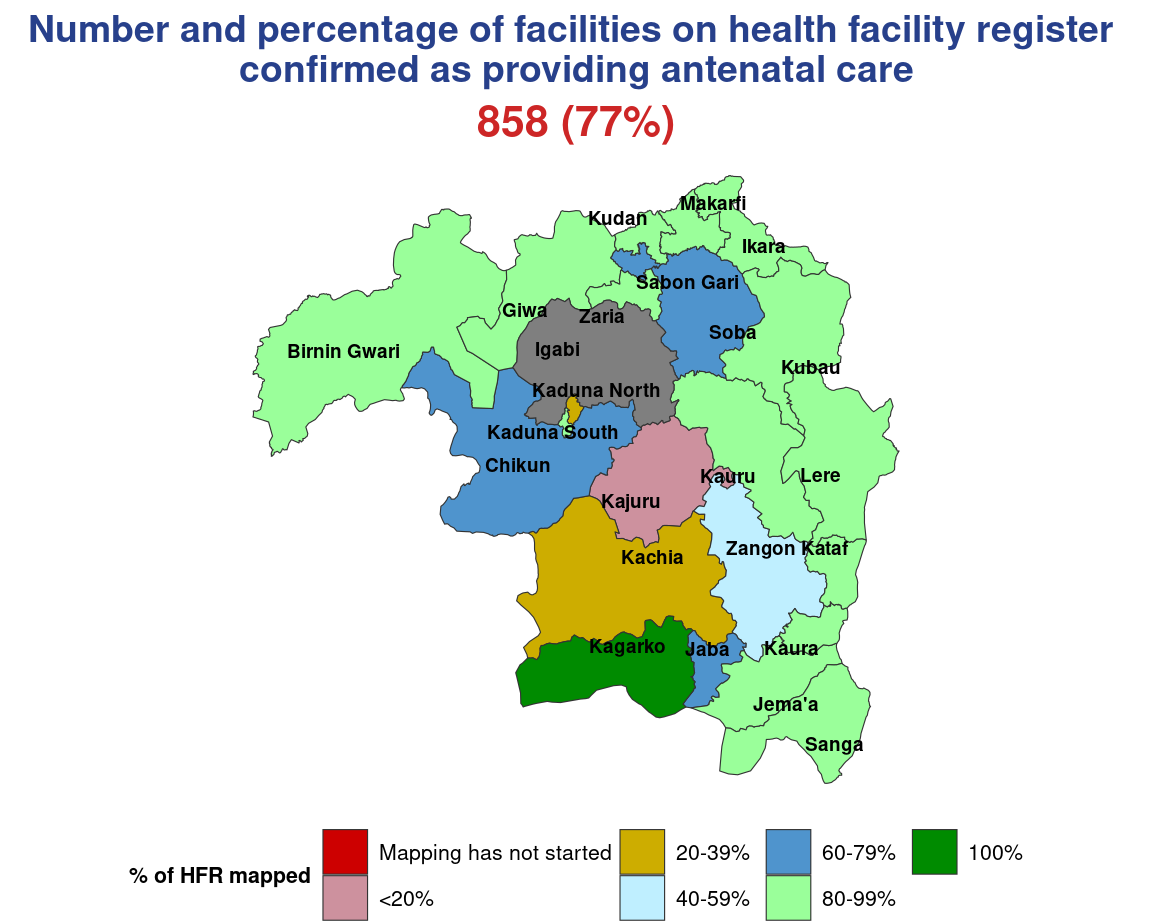 Number and percentage of facilities on health facility register
confirmed as providing antenatal care
858 (77%)
Makarfi
Kudan
Ikara
Sabon Gari
Giwa
Zaria
Soba
Birnin Gwari
Igabi
Kubau
Kaduna North
Kaduna South
Chikun
Kauru
Lere
Kajuru
Zangon Kataf
Kachia
Kagarko
Jaba
Kaura
Jema'a
Sanga
% of HFR mapped
Mapping has not started
<20%
20-39%
40-59%
60-79%
80-99%
100%